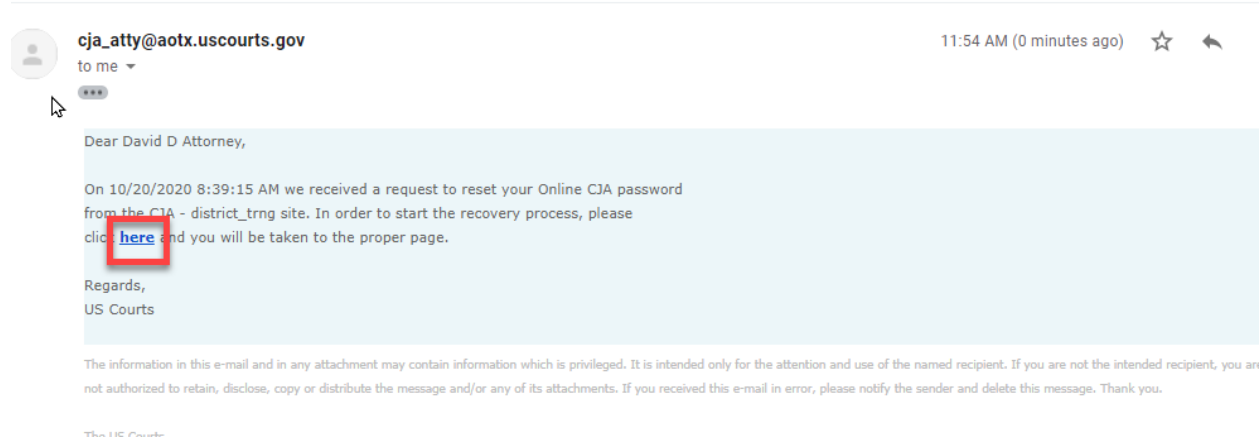 cja_atty@aotx.uscourts.gov
11:54 AM (0 minutes ago)
to me
Dear David D Attorney,
On 10/20/2020 8:39:15 AM we received a request to reset your Online CJA password
from the CJA - district_trng site. In order to start the recovery process, please
click here and you will be taken to the proper page.
Regards,
US Courts
The information in this e-mail and in any attachment may contain information which is privileged. It is intended only for the attention and use of the named recipient. If you are not the intended recipient, you are
not authorized to retain, disclose, copy or distribute the message and/or any of its attachments. If you received this e-mail in error, please notify the sender and delete this message. Thank you.
The US Courts